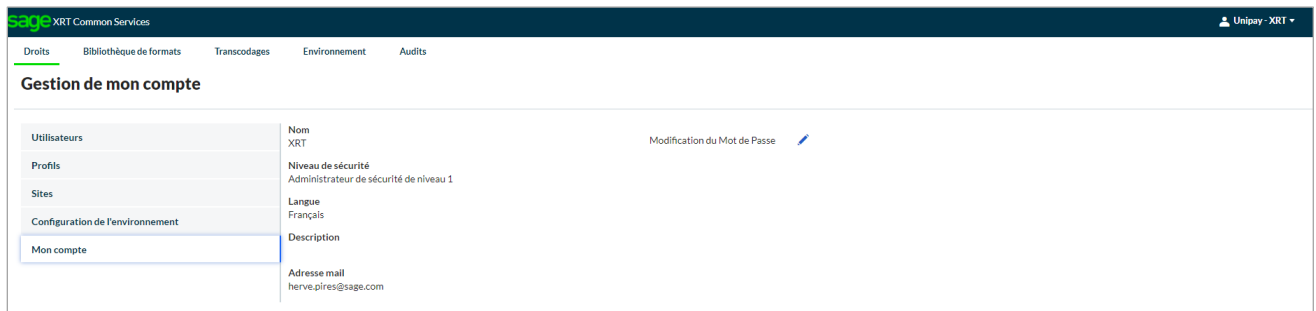 sage XRT Common Services
Unipay - XRT
Droits Bibliothèque de formats Transcodages Environnement Audits
Gestion de mon compte
Utilisateurs
Profils
Sites
Configuration de l'environnement
Mon compte
Nom
XRT
Niveau de sécurité
Administrateur de sécurité de niveau 1
Langue
Français
Description
Adresse mail
herve.pires@sage.com
Modification du Mot de Passe